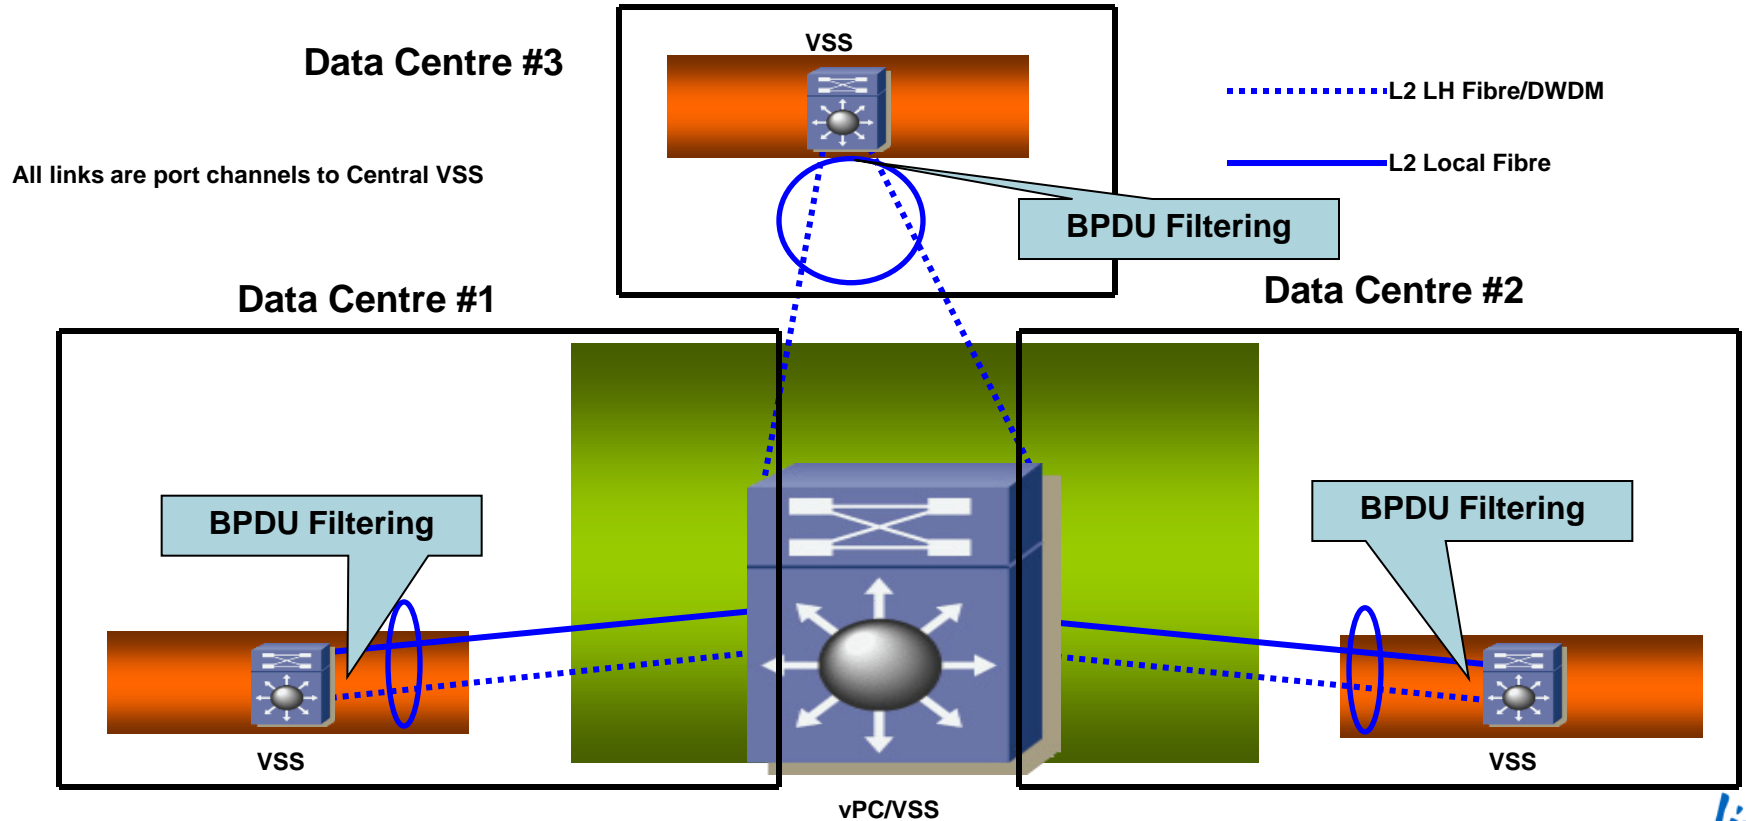 VSS
Data Centre #3
L2 LH Fibre/DWDM
All links are port channels to Central VSS
L2 Local Fibre
BPDU Filtering
Data Centre #1
Data Centre #2
BPDU Filtering
BPDU Filtering
VSS
VSS
vPC/VSS